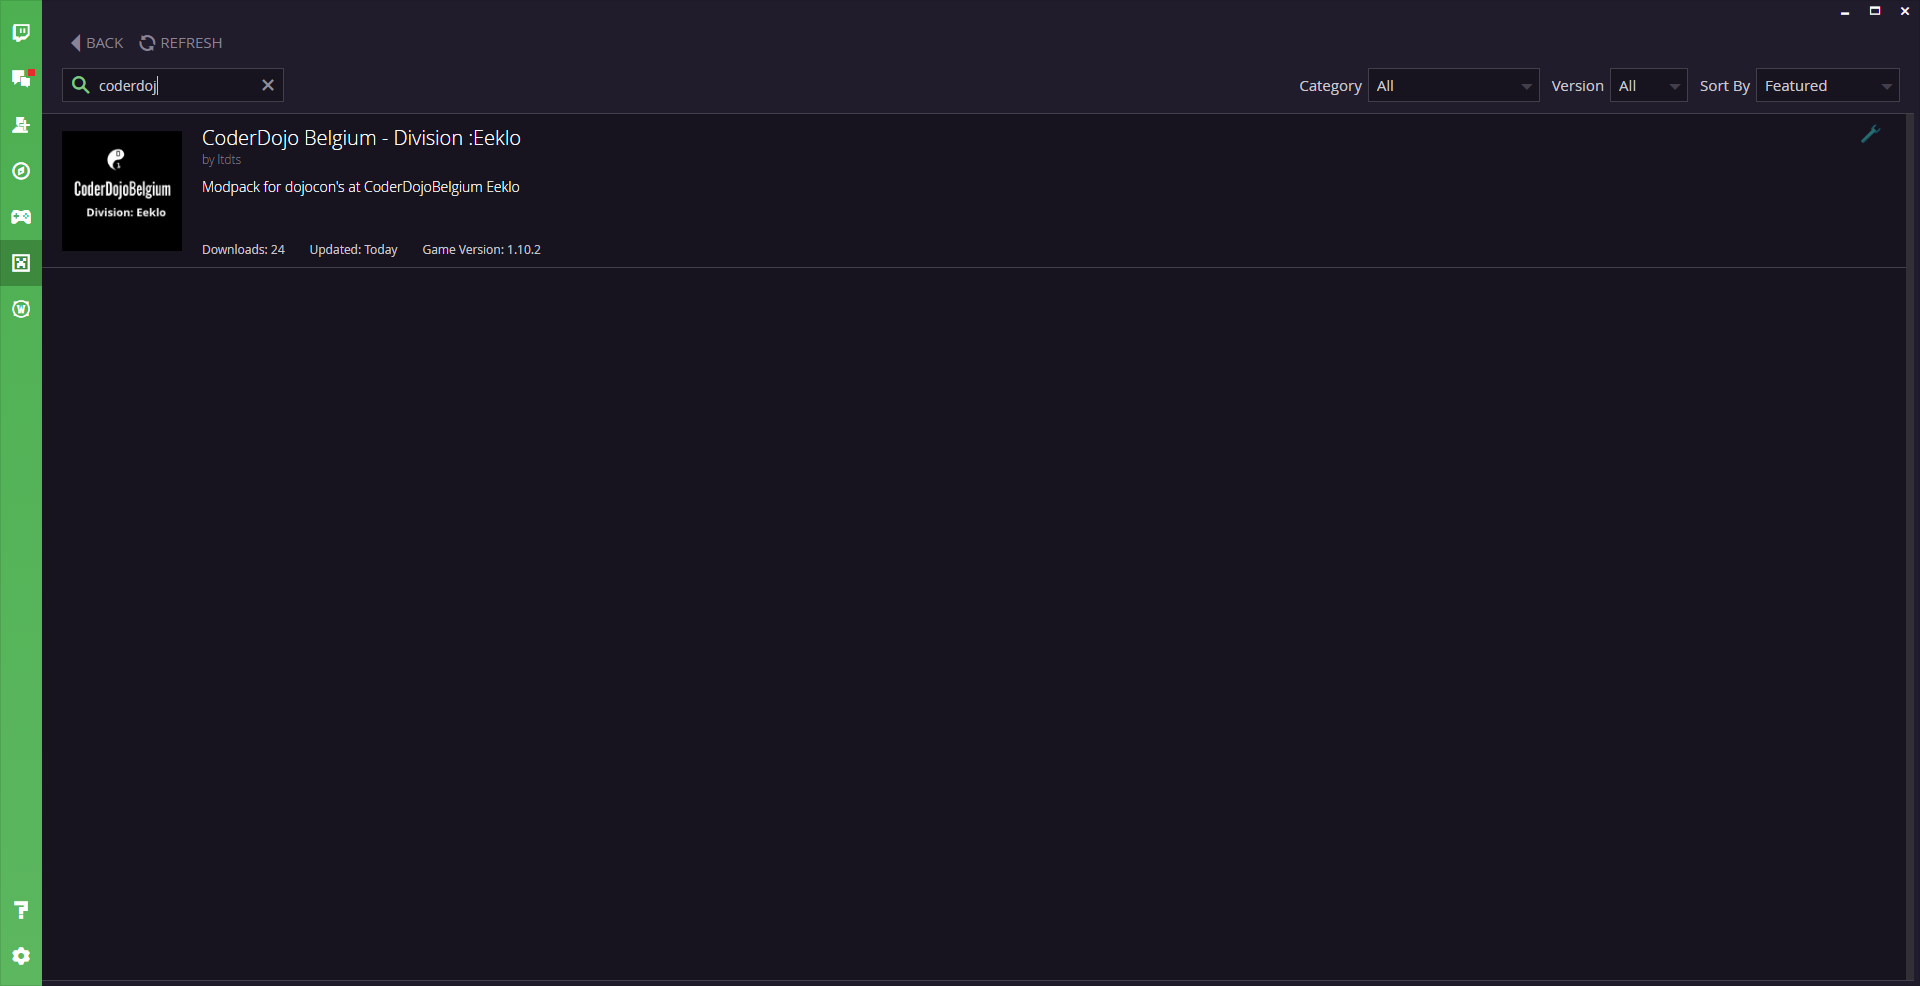 BACK REFRESH
coderdoj
Category All Version All Sort By Featured
CoderDojoBelgium
Division: Eeklo
CoderDojo Belgium - Division :Eeklo
by ltdts
Modpack for dojocon's at CoderDojoBelgium Eeklo
Downloads: 24 Updated: Today Game Version: 1.10.2